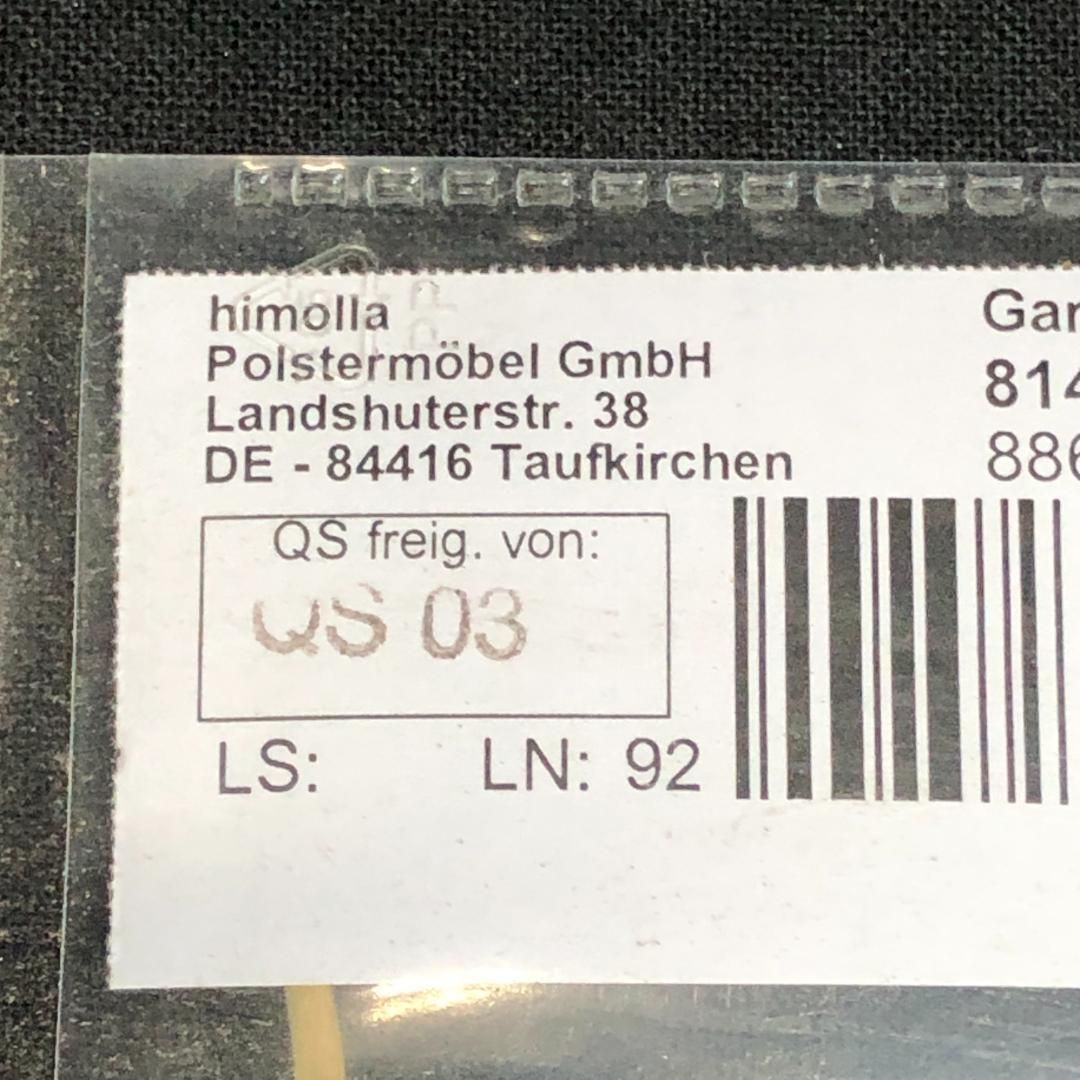 himolla
Polstermöbel GmbH
Landshuterstr. 38
DE - 84416 Taufkirchen
QS freig. von:
QS 03
LS: LN: 92